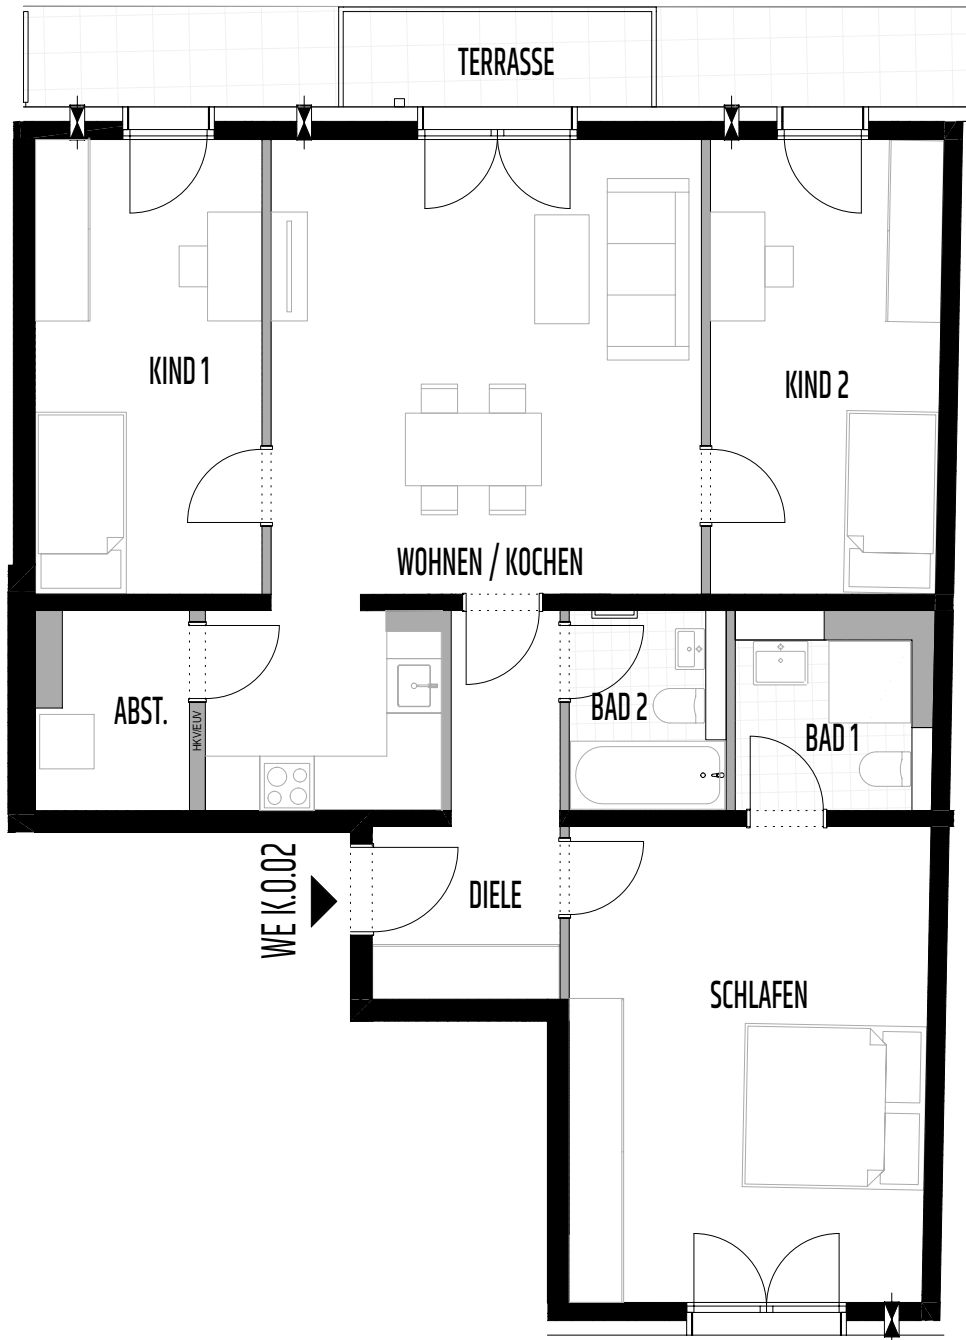 TERRASSE
KIND 1
KIND 2
WOHNEN / KOCHEN
ABST.
HKV/EUV
BAD 2
BAD 1
WE K.0.02
DIELE
SCHLAFEN